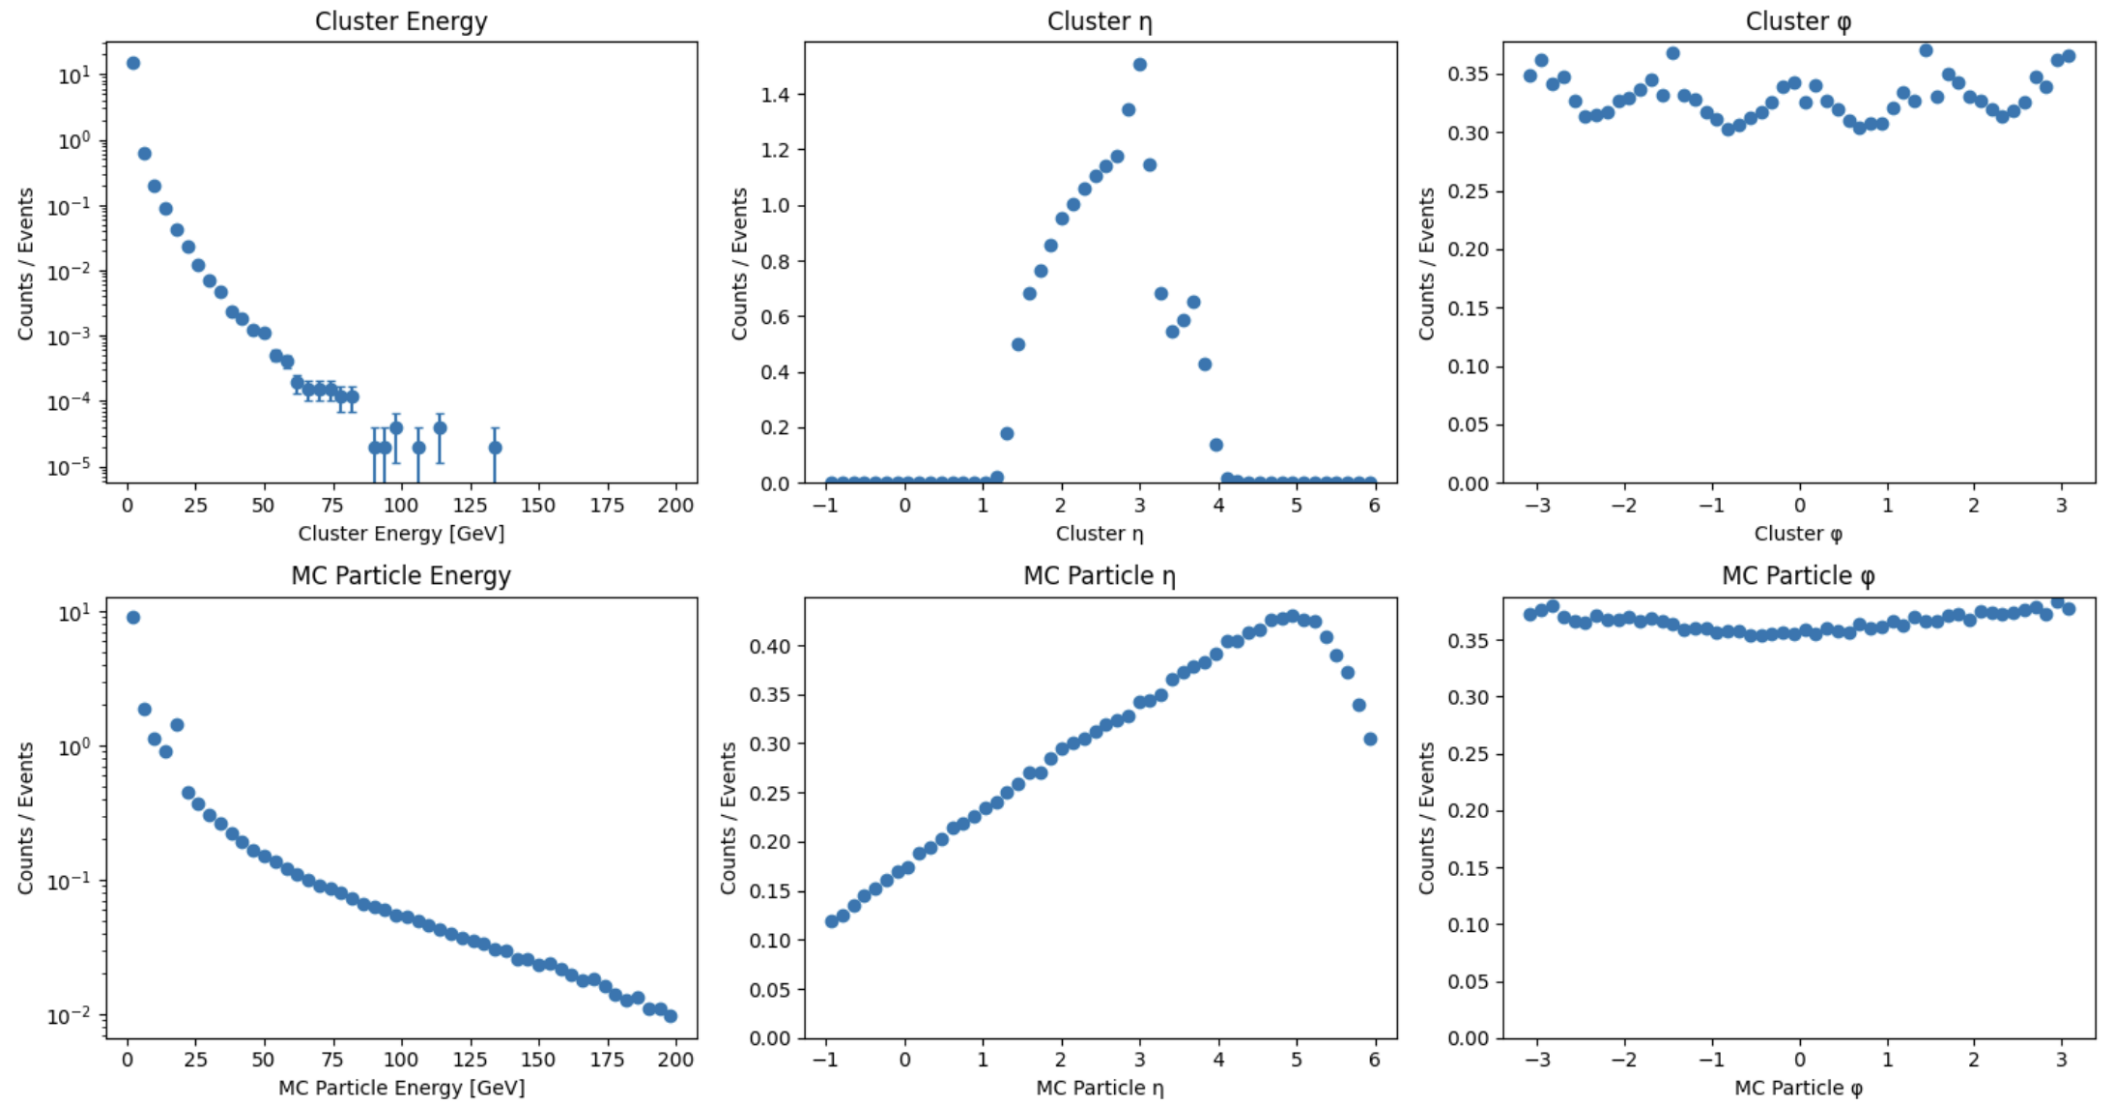 Cluster Energy
Counts / Events
10¹
10⁰
10⁻¹
10⁻²
10⁻³
10⁻⁴
10⁻⁵
0 25 50 75 100 125 150 175 200
Cluster Energy [GeV]
Cluster η
Counts / Events
1.4
1.2
1.0
0.8
0.6
0.4
0.2
0.0
−1 0 1 2 3 4 5 6
Cluster η
Cluster φ
Counts / Events
0.35
0.30
0.25
0.20
0.15
0.10
0.05
0.00
−3 −2 −1 0 1 2 3
Cluster φ
MC Particle Energy
Counts / Events
10¹
10⁰
10⁻¹
10⁻²
0 25 50 75 100 125 150 175 200
MC Particle Energy [GeV]
MC Particle η
Counts / Events
0.40
0.35
0.30
0.25
0.20
0.15
0.10
0.05
0.00
−1 0 1 2 3 4 5 6
MC Particle η
MC Particle φ
Counts / Events
0.35
0.30
0.25
0.20
0.15
0.10
0.05
0.00
−3 −2 −1 0 1 2 3
MC Particle φ